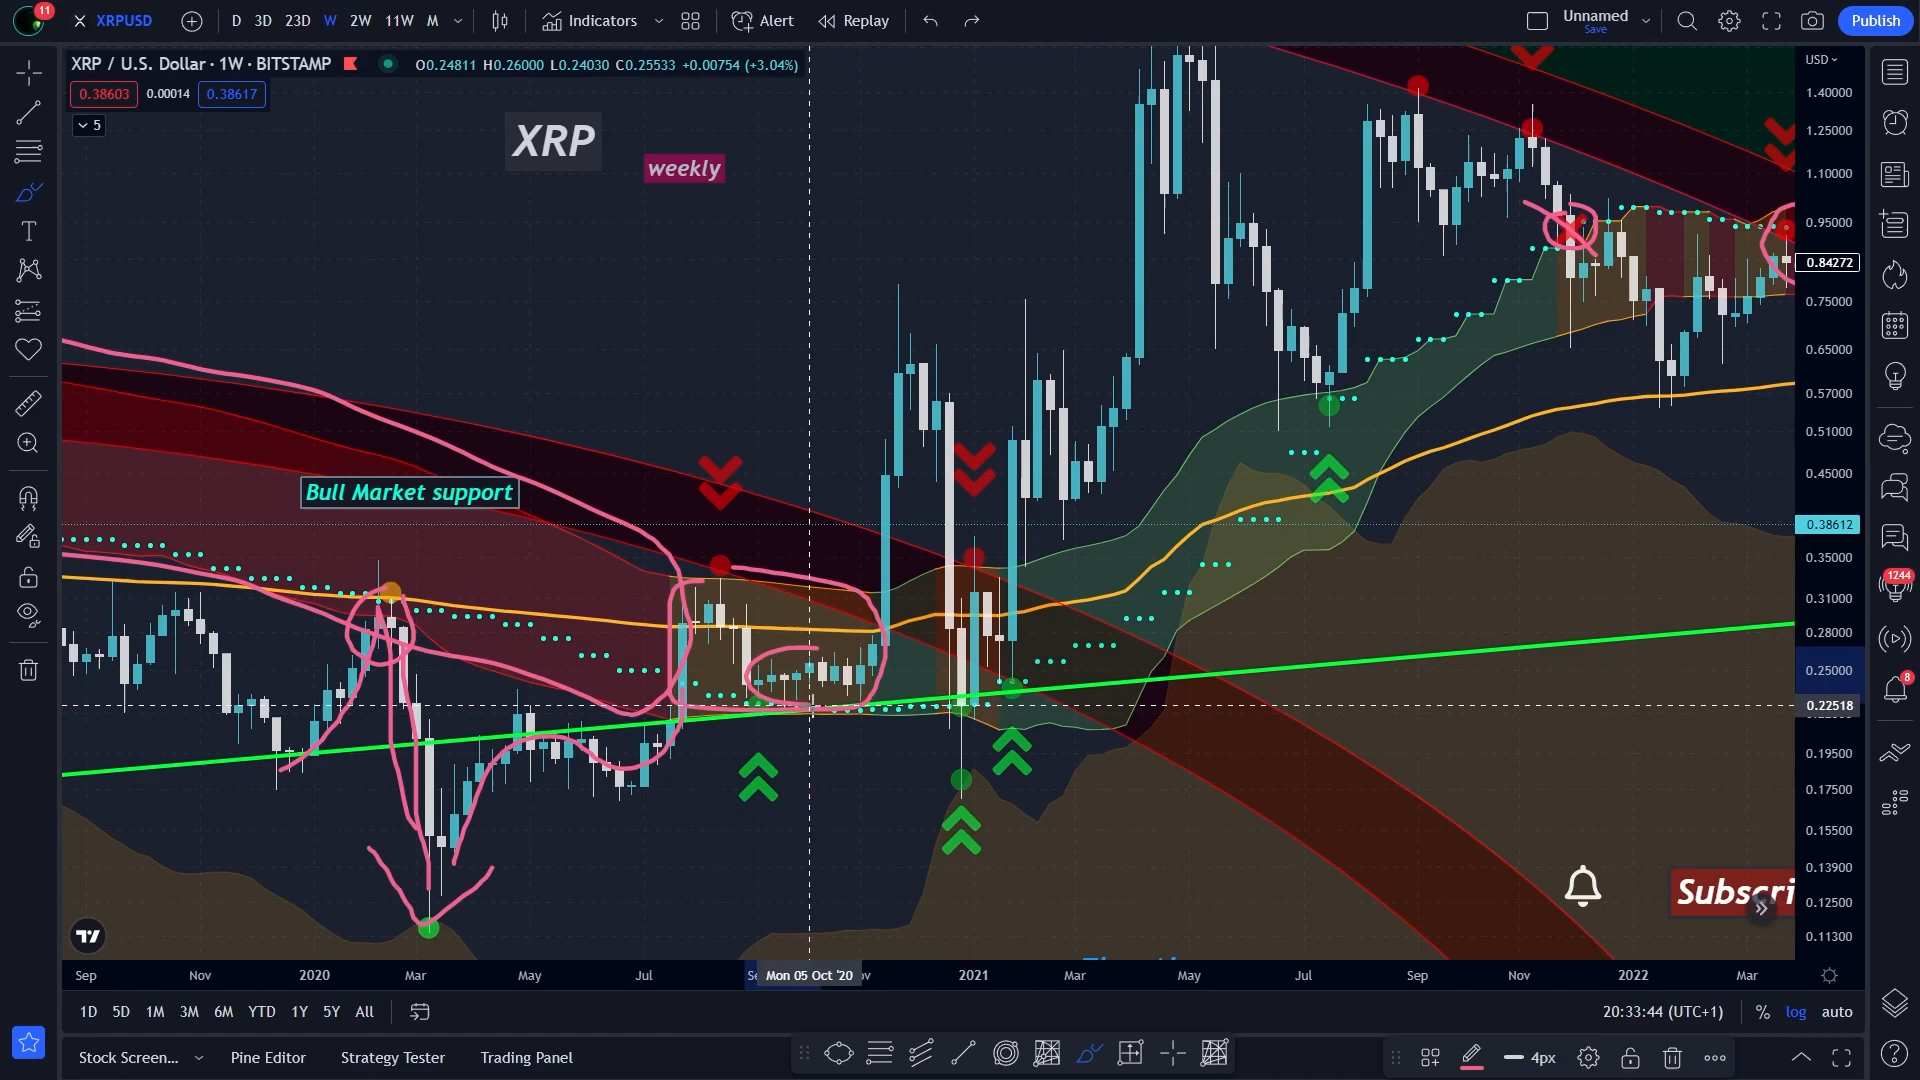 11
XRPUSD
D 3D 23D W 2W 11W M
Indicators
Alert
Replay
Unnamed
Save
Publish
XRP / U.S. Dollar · 1W · BITSTAMP
O0.24811 H0.26000 L0.24030 C0.25533 +0.00754 (+3.04%)
0.38603 0.00014 0.38617
5
XRP
weekly
Bull Market support
USD
1.40000
1.25000
1.10000
0.95000
0.84272
0.75000
0.65000
0.57000
0.51000
0.45000
0.38612
0.35000
0.31000
0.28000
0.25000
0.22518
0.19500
0.17500
0.15500
0.13900
0.12500
0.11300
1244
8
Subscri
Sep Nov 2020 Mar May Jul Mon 05 Oct '20 2021 Mar May Jul Sep Nov 2022 Mar
1D 5D 1M 3M 6M YTD 1Y 5Y All
20:33:44 (UTC+1) % log auto
Stock Screen... Pine Editor Strategy Tester Trading Panel
4px